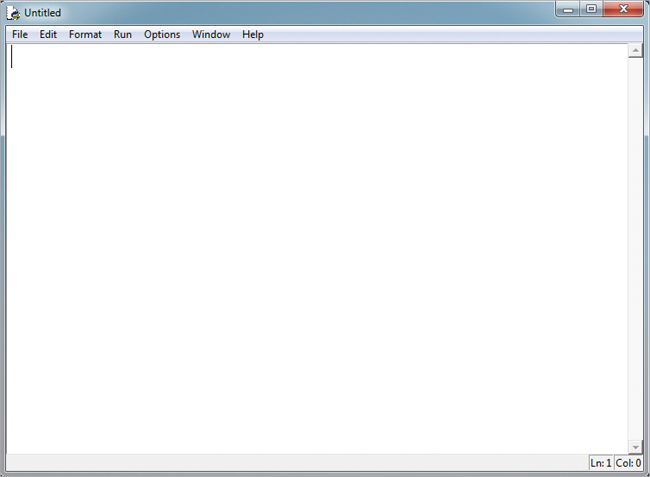 Untitled
File Edit Format Run Options Window Help
Ln: 1 Col: 0